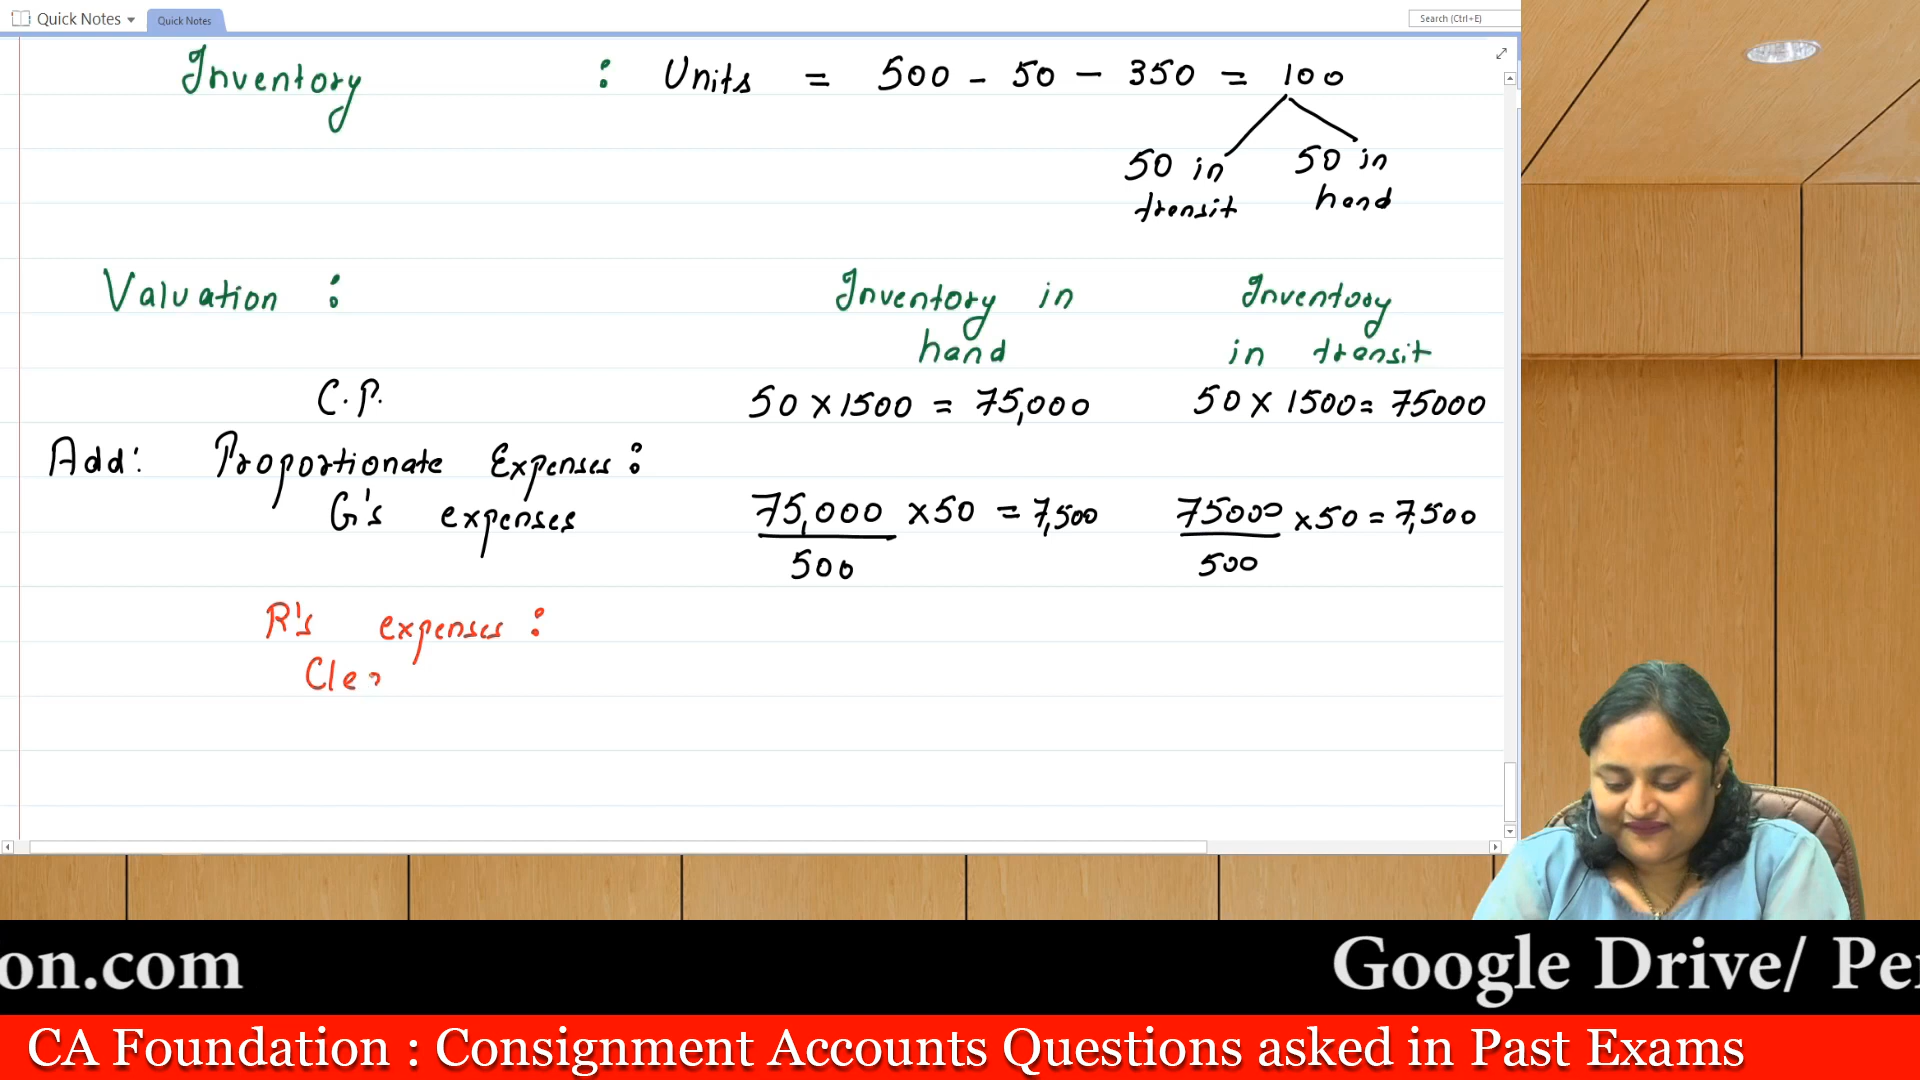 Quick Notes
Quick Notes
Search (Ctrl+E)
Inventory : Units = 500 - 50 - 350 = 100
50 in transit
50 in hand
Valuation : Inventory in hand Inventory in transit
C.P. 50 × 1500 = 75,000 50 × 1500 = 75000
Add: Proportionate Expenses:
G's expenses 75,000/500 ×50 = 7,500 75000/500 ×50 = 7,500
R's expenses :
on.com
Google Drive/ Pe
CA Foundation : Consignment Accounts Questions asked in Past Exams